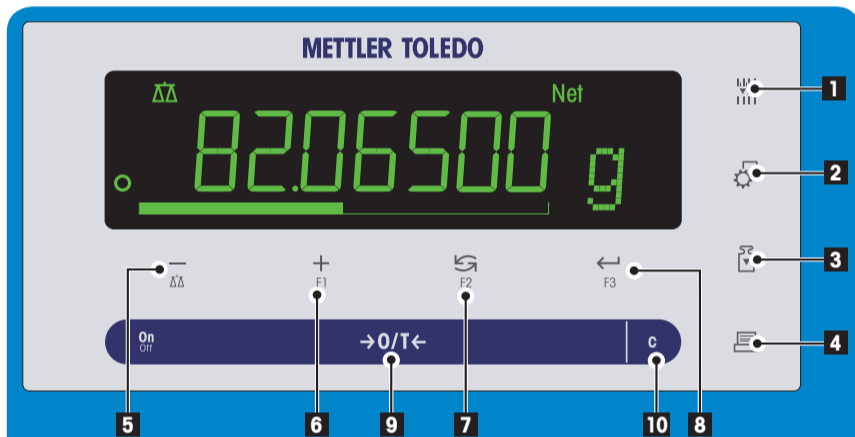 METTLER TOLEDO
Net
82.06500 g
1
2
3
4
F1 F2 F3
On
Off
→0/T←
C
5 6 9 7 10 8